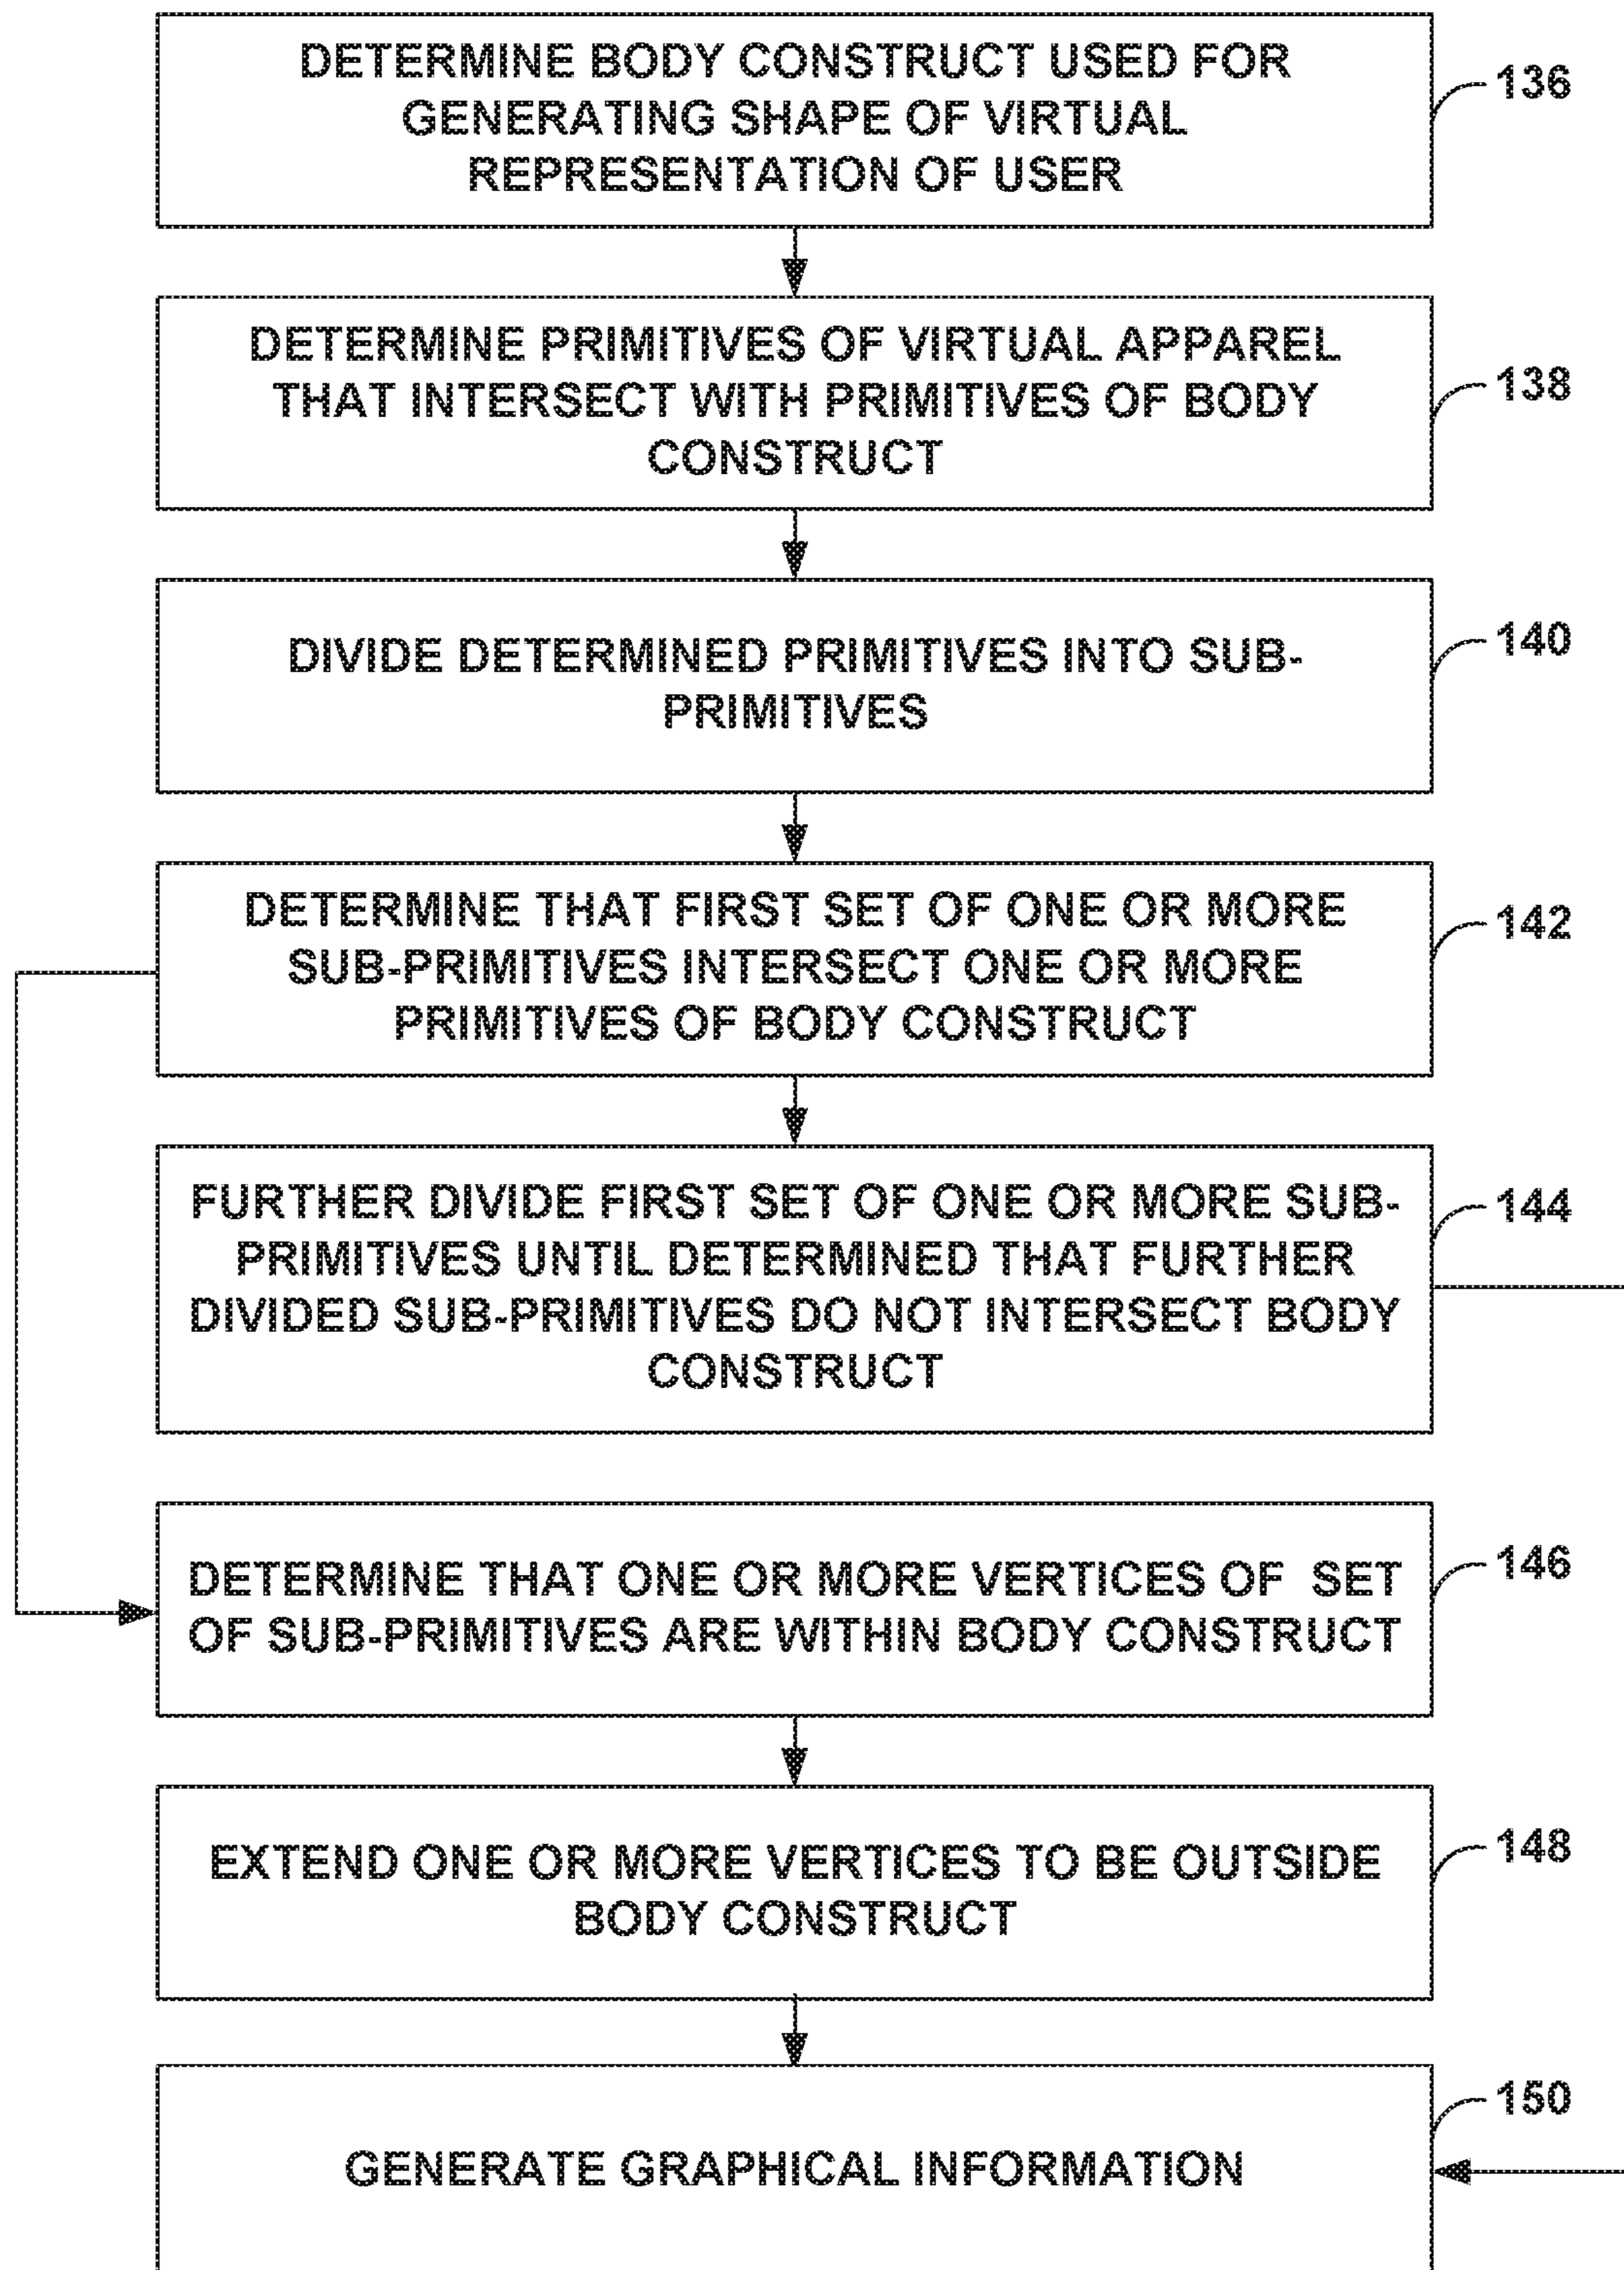 DETERMINE BODY CONSTRUCT USED FOR
GENERATING SHAPE OF VIRTUAL
REPRESENTATION OF USER
136
DETERMINE PRIMITIVES OF VIRTUAL APPAREL
THAT INTERSECT WITH PRIMITIVES OF BODY
CONSTRUCT
138
DIVIDE DETERMINED PRIMITIVES INTO SUB-
PRIMITIVES
140
DETERMINE THAT FIRST SET OF ONE OR MORE
SUB-PRIMITIVES INTERSECT ONE OR MORE
PRIMITIVES OF BODY CONSTRUCT
142
FURTHER DIVIDE FIRST SET OF ONE OR MORE SUB-
PRIMITIVES UNTIL DETERMINED THAT FURTHER
DIVIDED SUB-PRIMITIVES DO NOT INTERSECT BODY
CONSTRUCT
144
DETERMINE THAT ONE OR MORE VERTICES OF SET
OF SUB-PRIMITIVES ARE WITHIN BODY CONSTRUCT
146
EXTEND ONE OR MORE VERTICES TO BE OUTSIDE
BODY CONSTRUCT
148
GENERATE GRAPHICAL INFORMATION
150